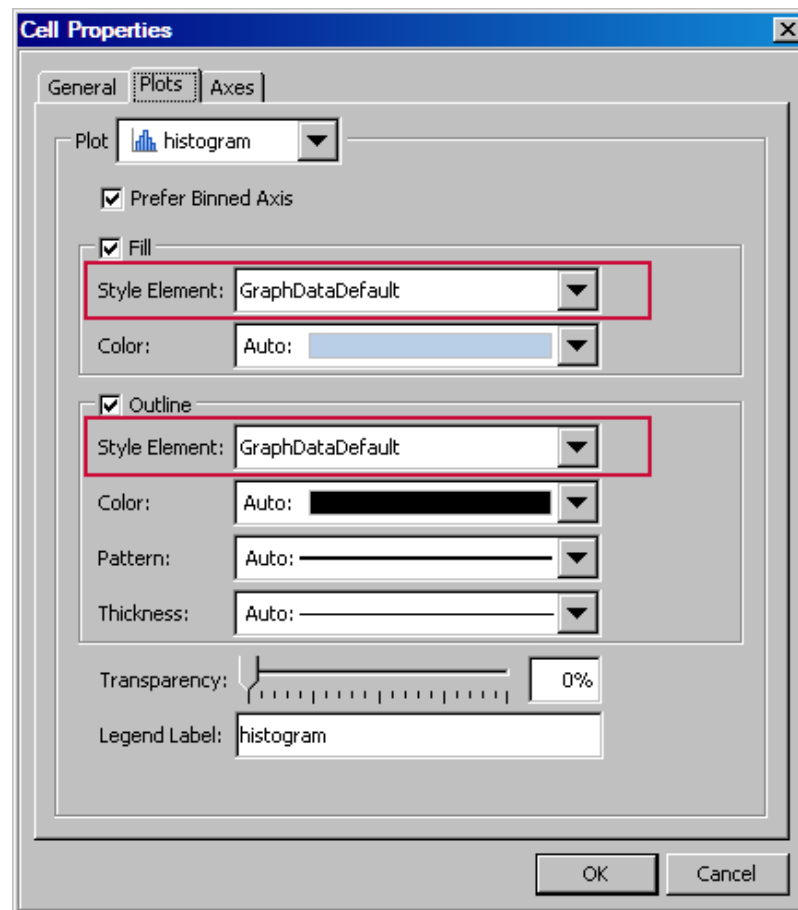 Cell Properties
General Plots Axes
Plot histogram
Prefer Binned Axis
Fill
Style Element: GraphDataDefault
Color: Auto:
Outline
Style Element: GraphDataDefault
Color: Auto:
Pattern: Auto:
Thickness: Auto:
Transparency: 0%
Legend Label: histogram
OK Cancel